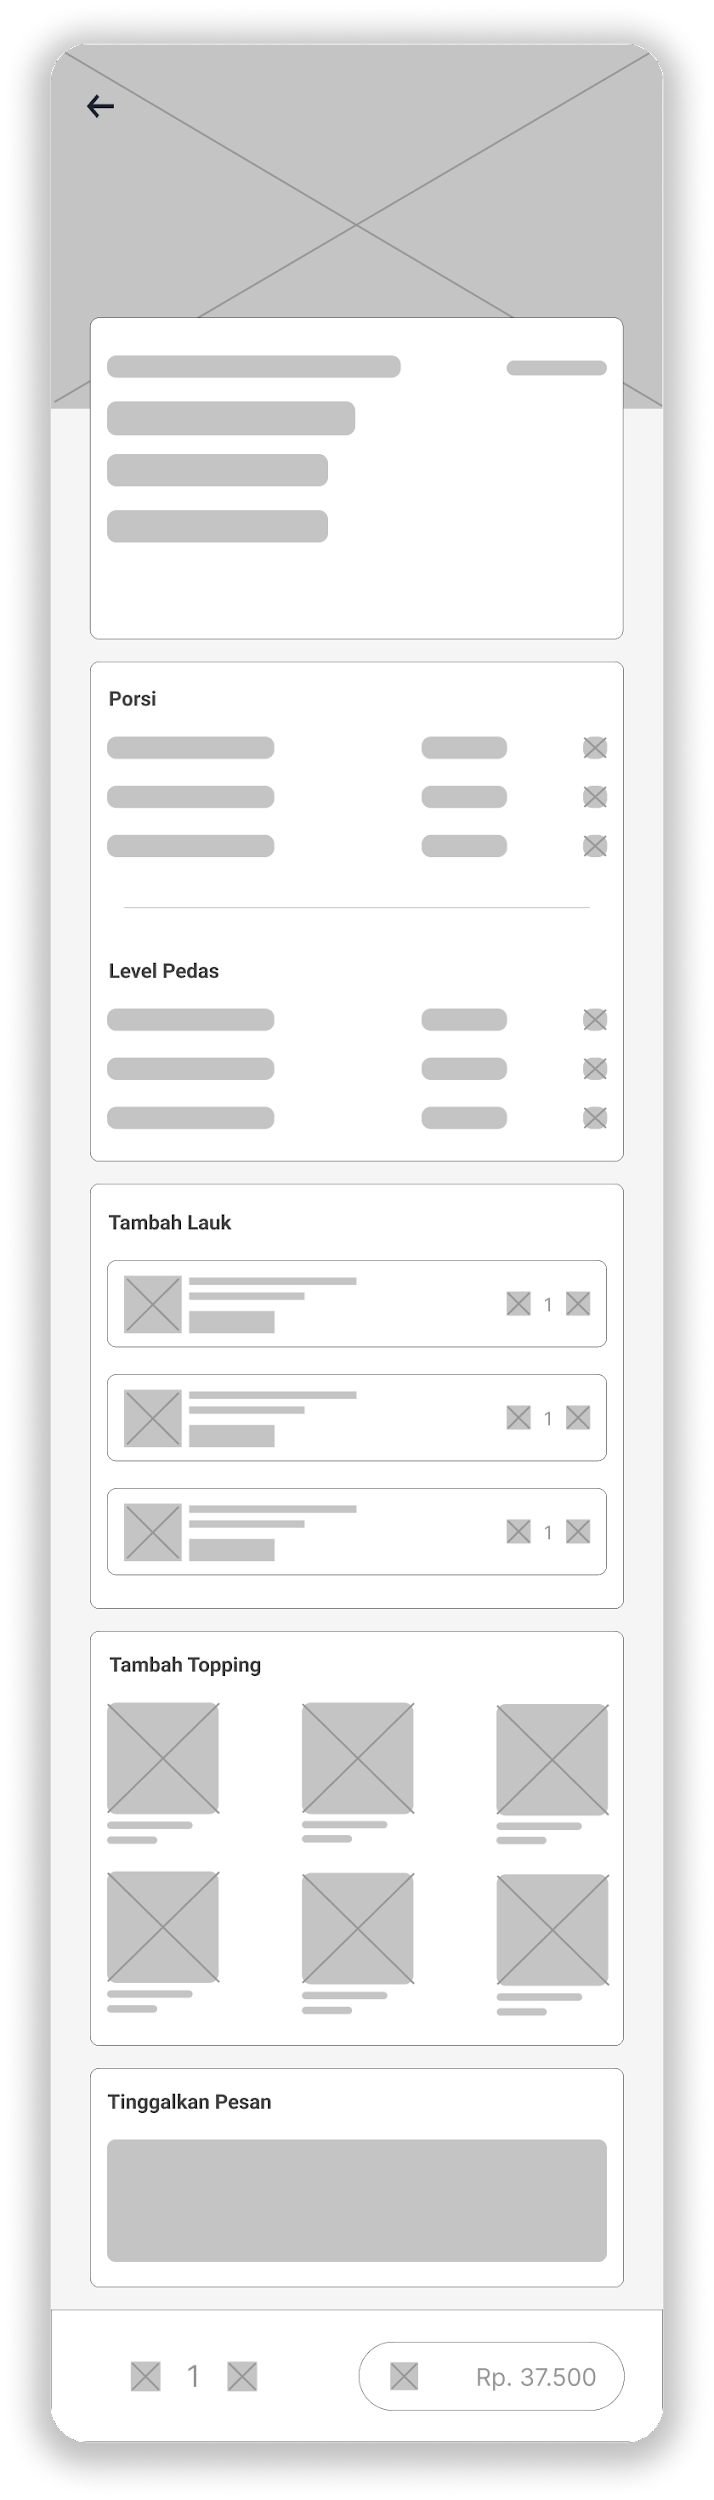 Porsi
Level Pedas
Tambah Lauk
1
1
1
Tambah Topping
Tinggalkan Pesan
1 Rp. 37.500